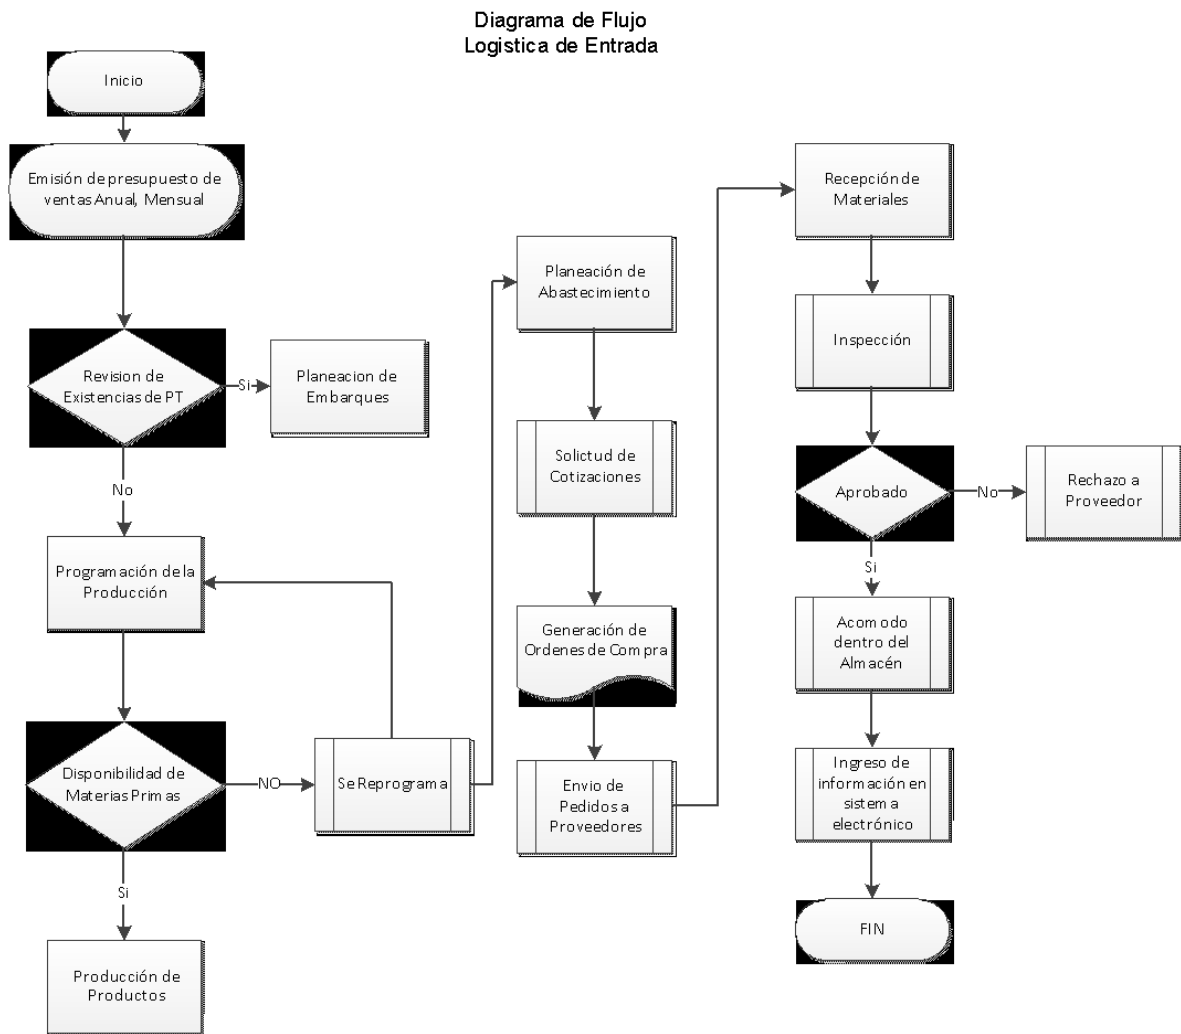 Diagrama de Flujo
Logistica de Entrada
Inicio
Emisión de presupuesto de
ventas Anual, Mensual
Revision de
Existencias de PT
Si
Planeacion de
Embarques
No
Programación de la
Producción
Disponibilidad de
Materias Primas
NO
Se Reprograma
Si
Producción de
Productos
Planeación de
Abastecimiento
Solictud de
Cotizaciones
Generación de
Ordenes de Compra
Envio de
Pedidos a
Proveedores
Recepción de
Materiales
Inspección
Aprobado
No
Rechazo a
Proveedor
Si
Acomodo
dentro del
Almacén
Ingreso de
información en
sistema
electrónico
FIN